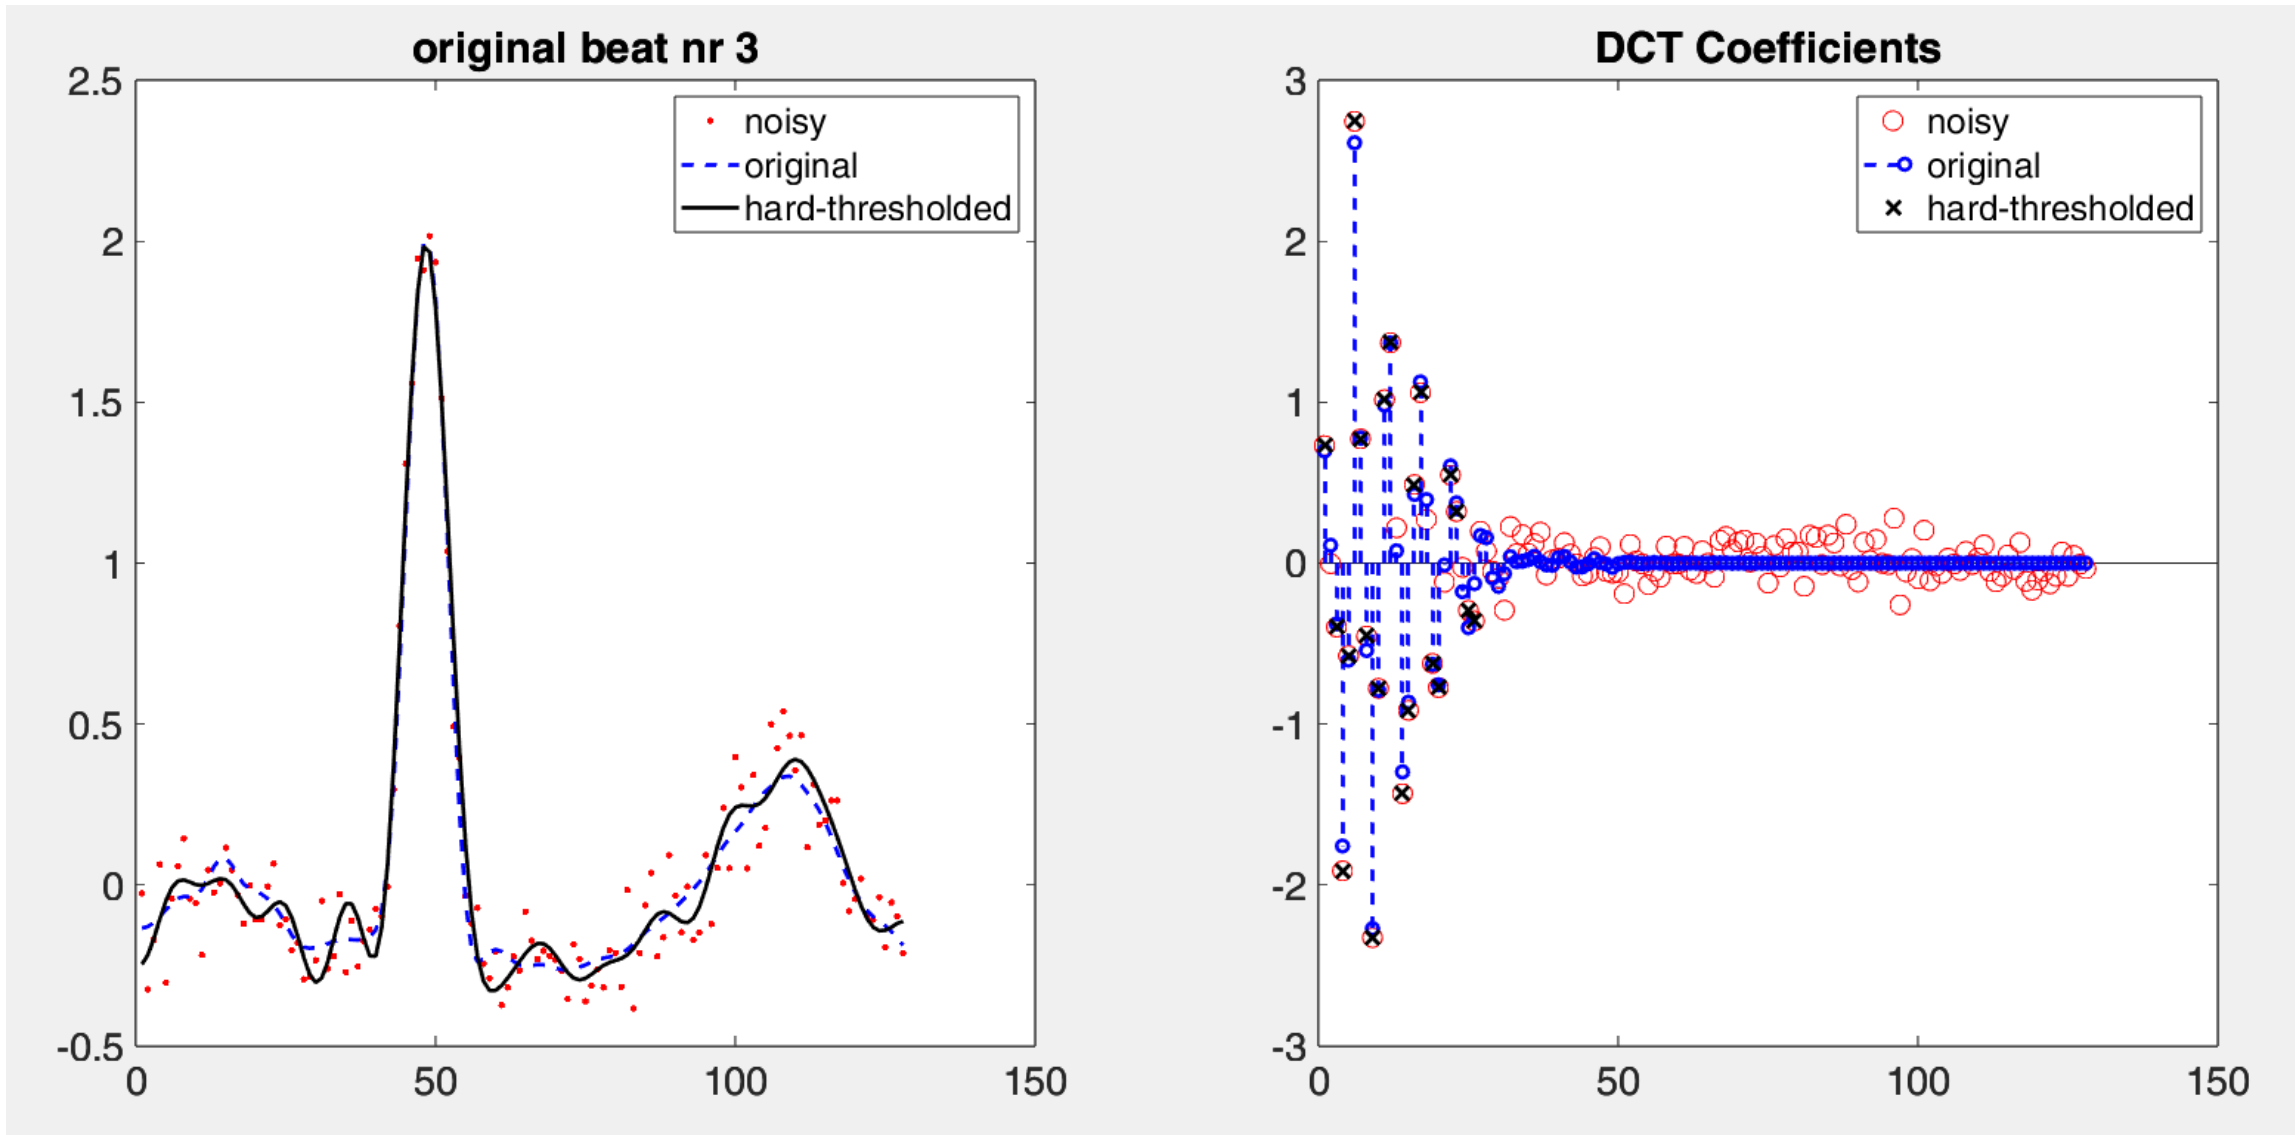 original beat nr 3
2.5
2
1.5
1
0.5
0
-0.5
0 50 100 150
noisy
original
hard-thresholded
DCT Coefficients
3
2
1
0
-1
-2
-3
0 50 100 150
noisy
original
hard-thresholded